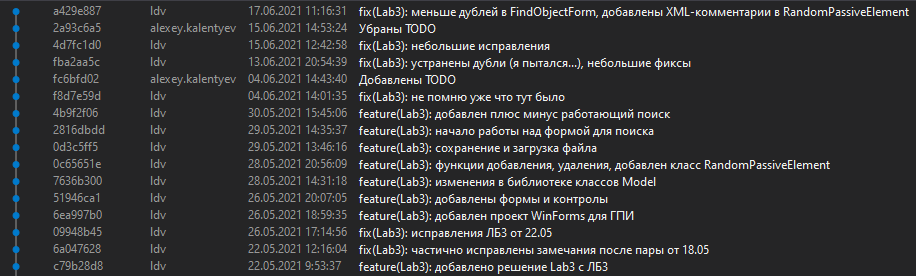 a429e887 ldv 17.06.2021 11:16:31 fix(Lab3): меньше дублей в FindObjectForm, добавлены XML-комментарии в RandomPassiveElement
2a93c6a5 alexey.kalentyev 15.06.2021 14:53:24 Убраны TODO
4d7fc1d0 ldv 15.06.2021 12:42:58 fix(Lab3): небольшие исправления
fba2aa5c ldv 13.06.2021 20:54:39 fix(Lab3): устранены дубли (я пытался...), небольшие фиксы
fc6bfd02 alexey.kalentyev 04.06.2021 14:43:40 Добавлены TODO
f8d7e59d ldv 04.06.2021 14:01:35 fix(Lab3): не помню уже что тут было
4b9f2f06 ldv 30.05.2021 15:45:06 feature(Lab3): добавлен плюс минус работающий поиск
2816dbdd ldv 29.05.2021 14:35:37 feature(Lab3): начало работы над формой для поиска
0d3c5ff5 ldv 29.05.2021 13:46:16 feature(Lab3): сохранение и загрузка файла
0c65651e ldv 28.05.2021 20:56:09 feature(Lab3): функции добавления, удаления, добавлен класс RandomPassiveElement
7636b300 ldv 28.05.2021 14:31:18 feature(Lab3): изменения в библиотеке классов Model
51946ca1 ldv 26.05.2021 20:07:05 feature(Lab3): добавлены формы и контролы
6ea997b0 ldv 26.05.2021 18:59:35 feature(Lab3): добавлен проект WinForms для ГПИ
09948b45 ldv 26.05.2021 17:14:56 fix(Lab3): исправления ЛБ3 от 22.05
6a047628 ldv 22.05.2021 12:16:04 fix(Lab3): частично исправлены замечания после пары от 18.05
c79b28d8 ldv 22.05.2021 9:53:37 feature(Lab3): добавлено решение Lab3 с ЛБ3